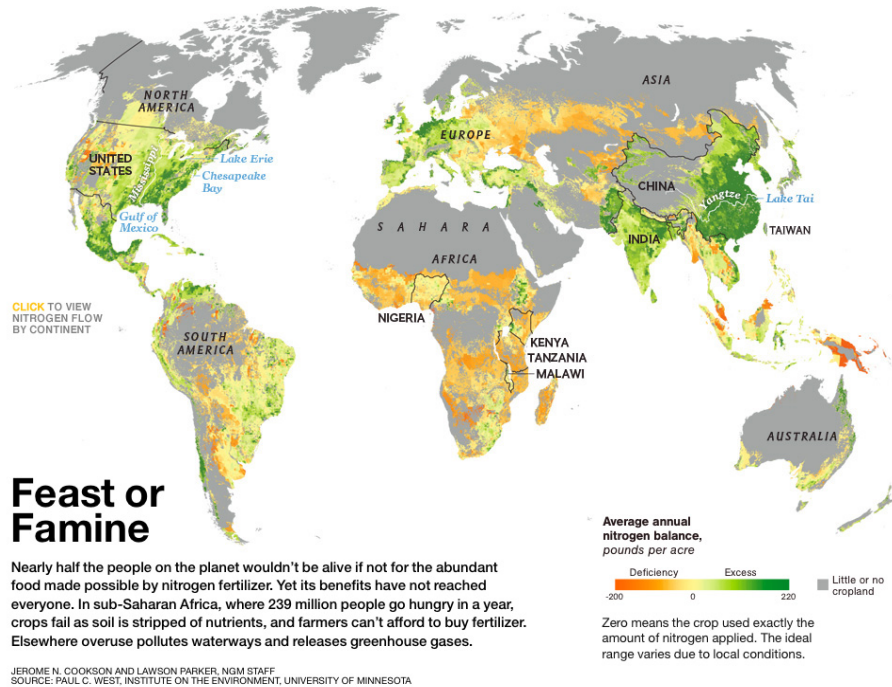 ASIA
NORTH
AMERICA
EUROPE
UNITED
STATES
Mississippi
Lake Erie
Chesapeake
Bay
CHINA
Yangtze
Lake Tai
Gulf of
Mexico
SAHARA
TAIWAN
INDIA
AFRICA
CLICK TO VIEW
NITROGEN FLOW
BY CONTINENT
NIGERIA
SOUTH
AMERICA
KENYA
TANZANIA
MALAWI
AUSTRALIA
Feast or
Famine
Nearly half the people on the planet wouldn't be alive if not for the abundant
food made possible by nitrogen fertilizer. Yet its benefits have not reached
everyone. In sub-Saharan Africa, where 239 million people go hungry in a year,
crops fail as soil is stripped of nutrients, and farmers can't afford to buy fertilizer.
Elsewhere overuse pollutes waterways and releases greenhouse gases.
JEROME N. COOKSON AND LAWSON PARKER, NGM STAFF
SOURCE: PAUL C. WEST, INSTITUTE ON THE ENVIRONMENT, UNIVERSITY OF MINNESOTA
Average annual
nitrogen balance,
pounds per acre
Deficiency Excess
-200 0 220
Little or no
cropland
Zero means the crop used exactly the
amount of nitrogen applied. The ideal
range varies due to local conditions.